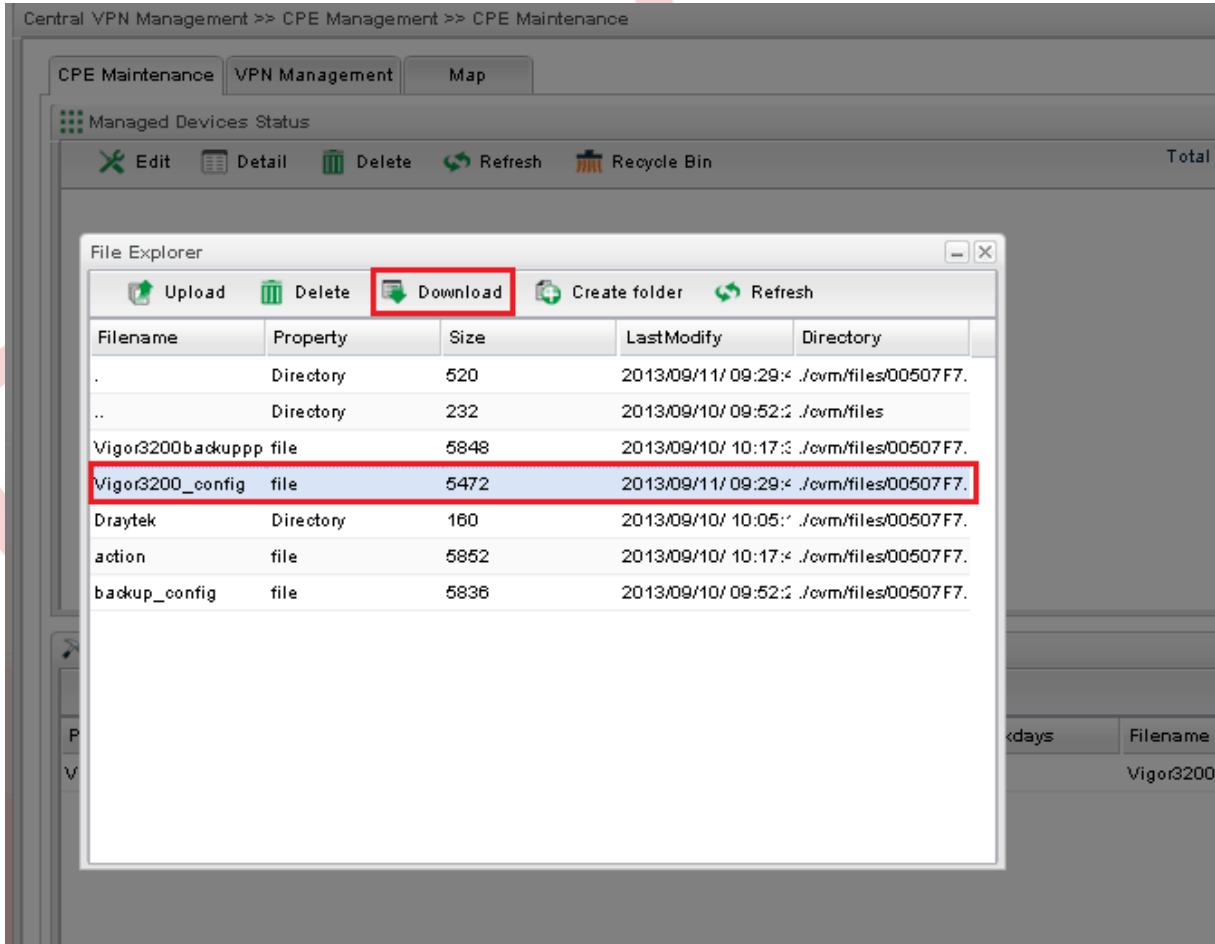 Central VPN Management >> CPE Management >> CPE Maintenance
CPE Maintenance VPN Management Map
Managed Devices Status
Edit Detail Delete Refresh Recycle Bin Total
File Explorer
Upload Delete Download Create folder Refresh
Filename Property Size LastModify Directory
. Directory 520 2013/09/11/ 09:29: ./cvm/files/00507F7.
.. Directory 232 2013/09/10/ 09:52: ./cvm/files
Vigor3200backuppp file 5848 2013/09/10/ 10:17: ./cvm/files/00507F7.
Vigor3200_config file 5472 2013/09/11/ 09:29: ./cvm/files/00507F7.
Draytek Directory 160 2013/09/10/ 10:05: ./cvm/files/00507F7.
action file 5852 2013/09/10/ 10:17: ./cvm/files/00507F7.
backup_config file 5836 2013/09/10/ 09:52: ./cvm/files/00507F7.
P kdays Filename
V Vigor3200